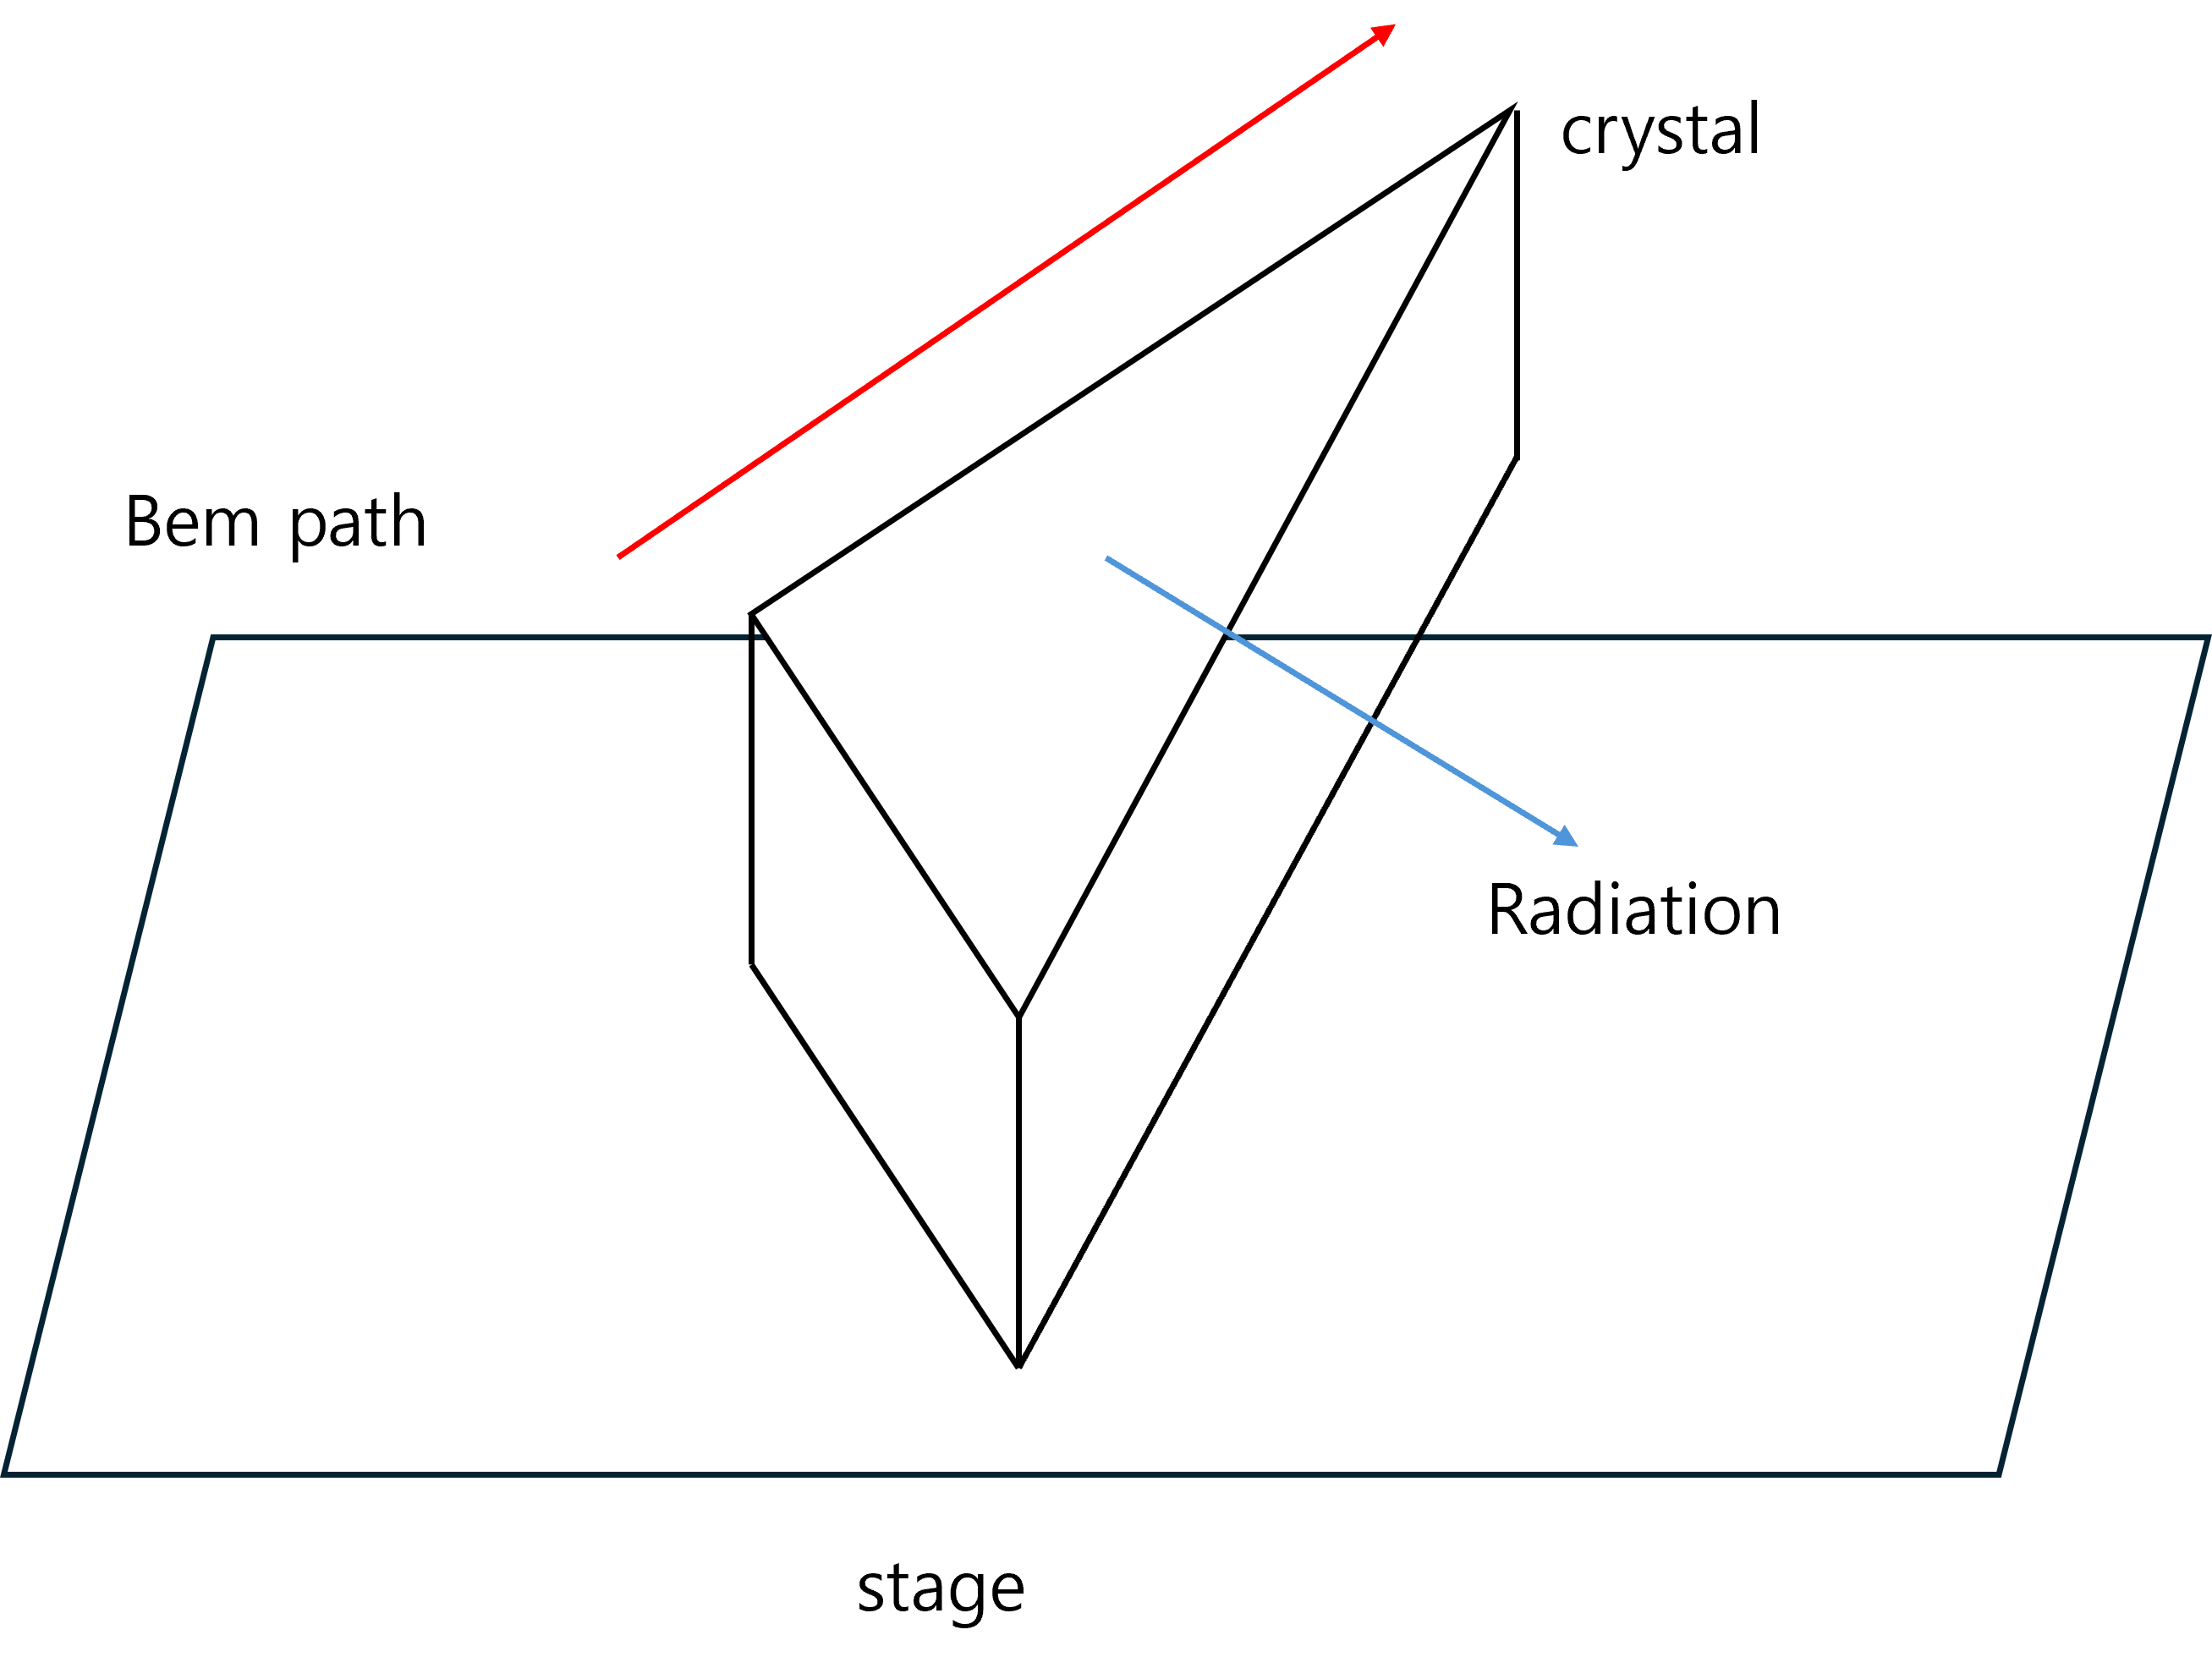 crystal
Bem path
Radiation
stage